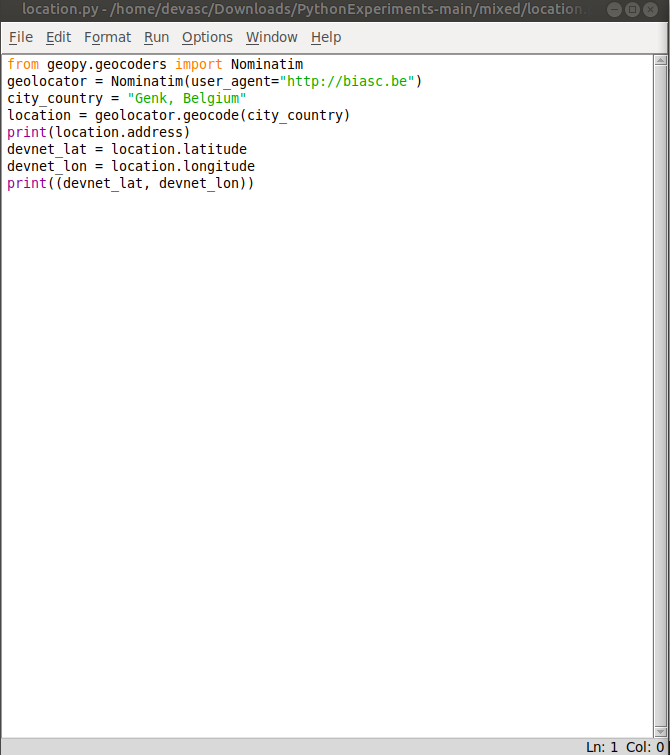 location.py - /home/devasc/Downloads/PythonExperiments-main/mixed/location.
File Edit Format Run Options Window Help
from geopy.geocoders import Nominatim
geolocator = Nominatim(user_agent="http://biasc.be")
city_country = "Genk, Belgium"
location = geolocator.geocode(city_country)
print(location.address)
devnet_lat = location.latitude
devnet_lon = location.longitude
print((devnet_lat, devnet_lon))
Ln: 1 Col: 0